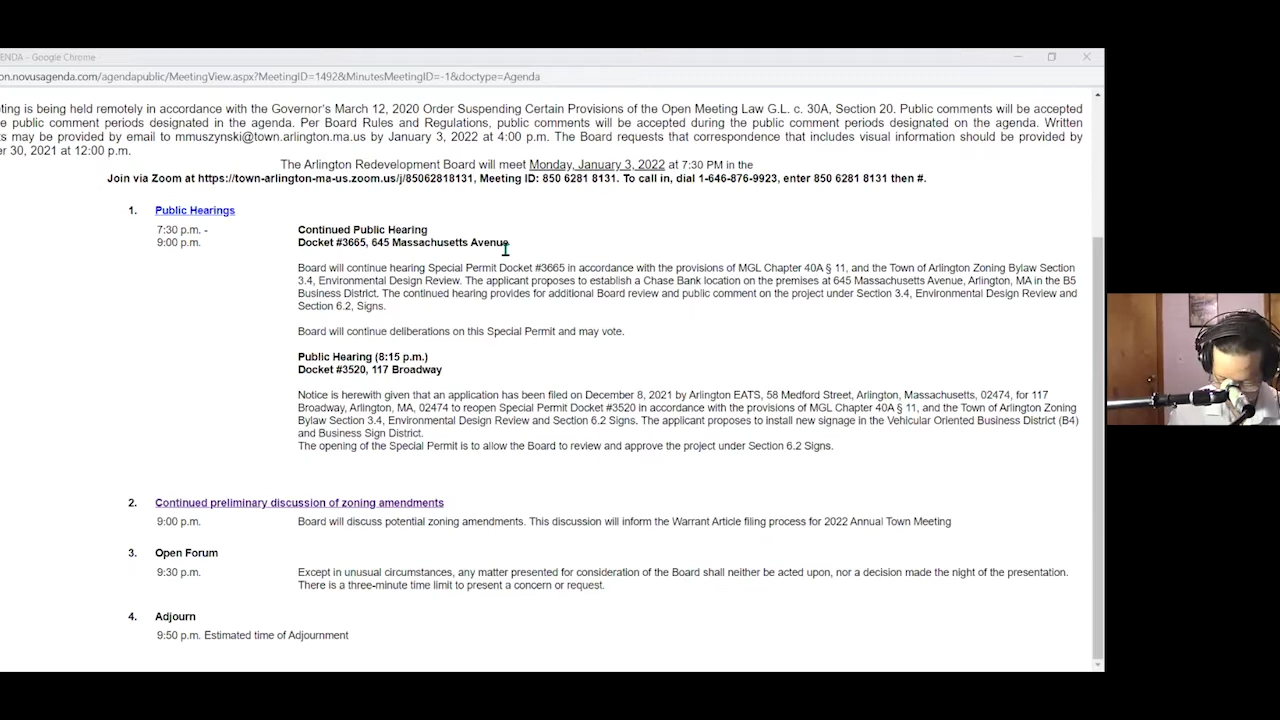 ENDA - Google Chrome
on.novusagenda.com/agendapublic/MeetingView.aspx?MeetingID=1492&MinutesMeetingID=-1&doctype=Agenda
ting is being held remotely in accordance with the Governor's March 12, 2020 Order Suspending Certain Provisions of the Open Meeting Law G.L. c. 30A, Section 20. Public comments will be accepted
e public comment periods designated in the agenda. Per Board Rules and Regulations, public comments will be accepted during the public comment periods designated on the agenda. Written
ts may be provided by email to mmuszynski@town.arlington.ma.us by January 3, 2022 at 4:00 p.m. The Board requests that correspondence that includes visual information should be provided by
er 30, 2021 at 12:00 p.m.
The Arlington Redevelopment Board will meet Monday, January 3, 2022 at 7:30 PM in the
Join via Zoom at https://town-arlington-ma-us.zoom.us/j/85062818131, Meeting ID: 850 6281 8131. To call in, dial 1-646-876-9923, enter 850 6281 8131 then #.
1. Public Hearings
7:30 p.m. - Continued Public Hearing
9:00 p.m. Docket #3665, 645 Massachusetts Avenue
Board will continue hearing Special Permit Docket #3665 in accordance with the provisions of MGL Chapter 40A § 11, and the Town of Arlington Zoning Bylaw Section
3.4, Environmental Design Review. The applicant proposes to establish a Chase Bank location on the premises at 645 Massachusetts Avenue, Arlington, MA in the B5
Business District. The continued hearing provides for additional Board review and public comment on the project under Section 3.4, Environmental Design Review and
Section 6.2, Signs.
Board will continue deliberations on this Special Permit and may vote.
Public Hearing (8:15 p.m.)
Docket #3520, 117 Broadway
Notice is herewith given that an application has been filed on December 8, 2021 by Arlington EATS, 58 Medford Street, Arlington, Massachusetts, 02474, for 117
Broadway, Arlington, MA, 02474 to reopen Special Permit Docket #3520 in accordance with the provisions of MGL Chapter 40A § 11, and the Town of Arlington Zoning
Bylaw Section 3.4, Environmental Design Review and Section 6.2 Signs. The applicant proposes to install new signage in the Vehicular Oriented Business District (B4)
and Business Sign District.
The opening of the Special Permit is to allow the Board to review and approve the project under Section 6.2 Signs.
2. Continued preliminary discussion of zoning amendments
9:00 p.m. Board will discuss potential zoning amendments. This discussion will inform the Warrant Article filing process for 2022 Annual Town Meeting
3. Open Forum
9:30 p.m. Except in unusual circumstances, any matter presented for consideration of the Board shall neither be acted upon, nor a decision made the night of the presentation.
There is a three-minute time limit to present a concern or request.
4. Adjourn
9:50 p.m. Estimated time of Adjournment